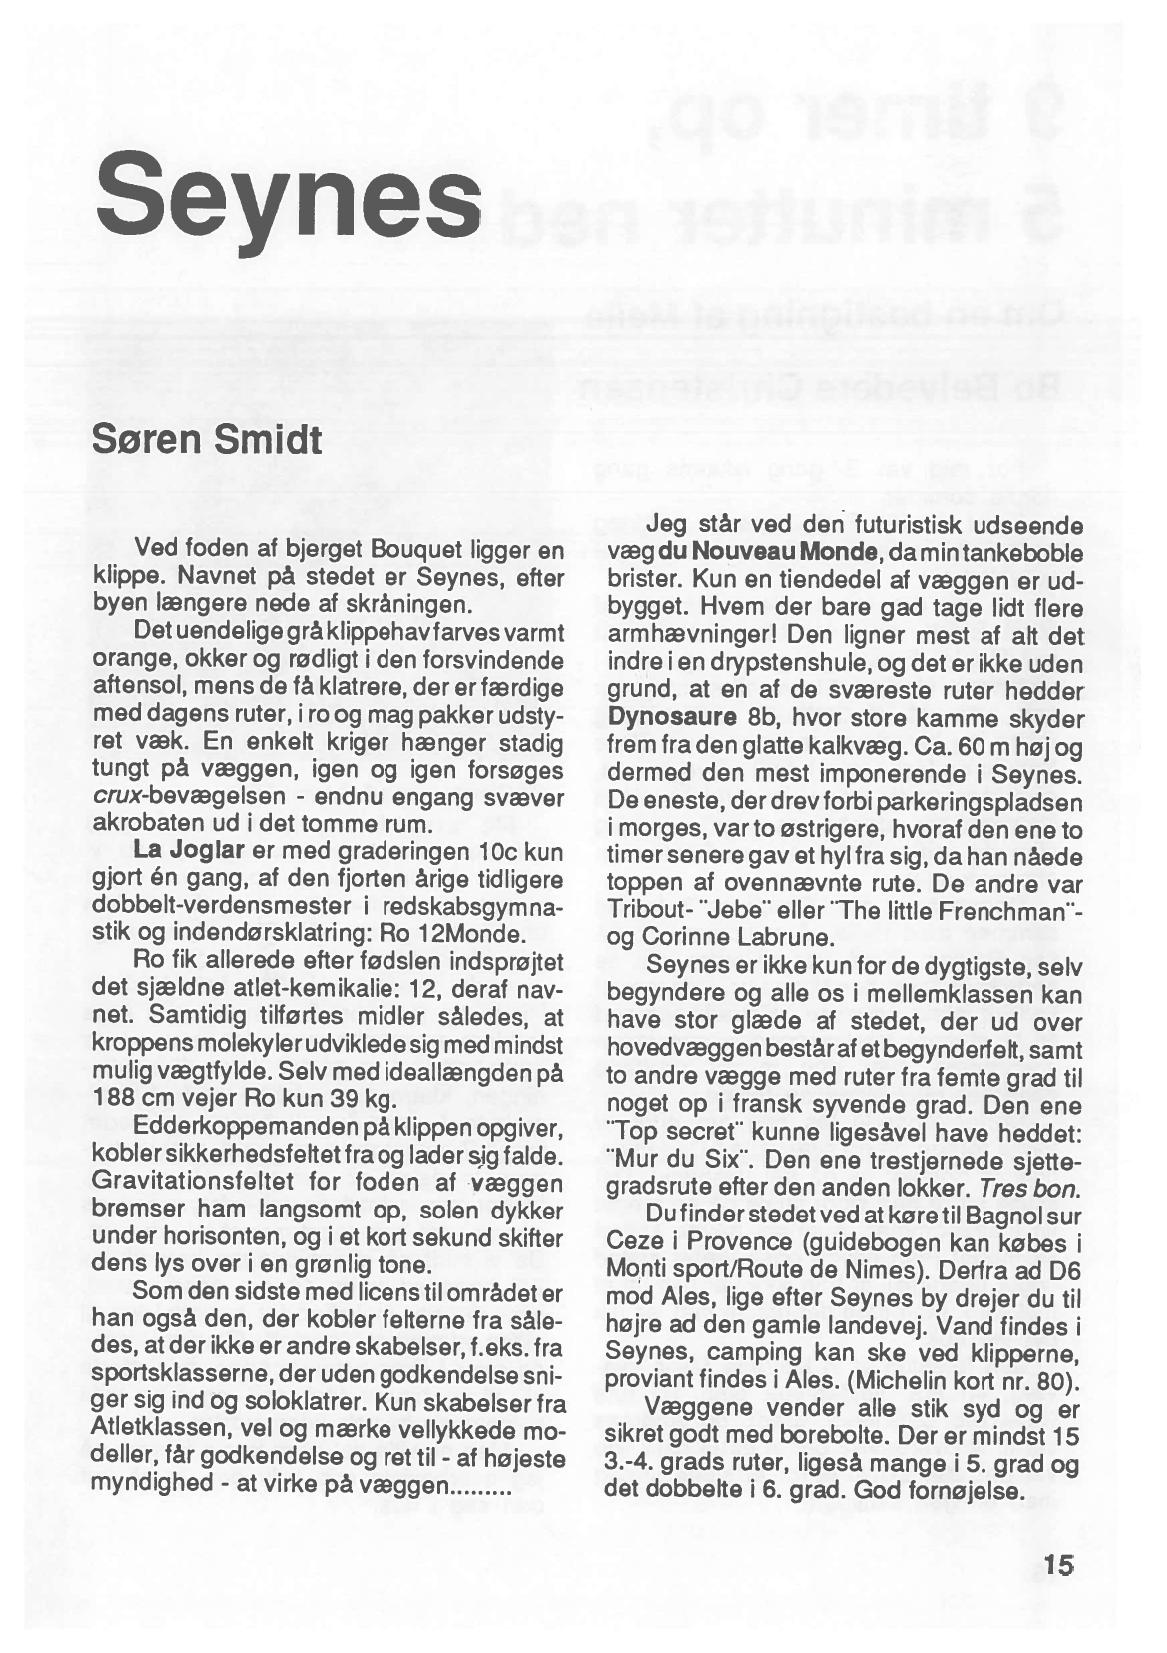 Seynes
Søren Smidt
Ved foden af bjerget Bouquet ligger en
klippe. Navnet på stedet er Seynes, efter
byen længere nede af skråningen.
Det uendelige grå klippehav farves varmt
orange, okker og rødligt i den forsvindende
aftensol, mens de få klatrere, der er færdige
med dagens ruter, i ro og mag pakker udsty-
ret væk. En enkelt kriger hænger stadig
tungt på væggen, igen og igen forsøges
crux-bevægelsen - endnu engang svæver
akrobaten ud i det tomme rum.
La Joglar er med graderingen 10c kun
gjort én gang, af den fjorten årige tidligere
dobbelt-verdensmester i redskabsgymna-
stik og indendørsklatring: Ro 12Monde.
Ro fik allerede efter fødslen indsprøjtet
det sjældne atlet-kemikalie: 12, deraf nav-
net. Samtidig tilførtes midler således, at
kroppens molekyler udviklede sig med mindst
mulig vægtfylde. Selv med ideallængden på
188 cm vejer Ro kun 39 kg.
Edderkoppemanden på klippen opgiver,
kobler sikkerhedsfeltet fra og lader sig falde.
Gravitationsfeltet for foden af væggen
bremser ham langsomt op, solen dykker
under horisonten, og i et kort sekund skifter
dens lys over i en grønlig tone.
Som den sidste med licens til området er
han også den, der kobler felterne fra såle-
des, at der ikke er andre skabelser, f.eks. fra
sportsklasserne, der uden godkendelse sni-
ger sig ind og soloklatrer. Kun skabelser fra
Atletklassen, vel og mærke vellykkede mo-
deller, får godkendelse og ret til - af højeste
myndighed - at virke på væggen.........
Jeg står ved den futuristisk udseende
væg du Nouveau Monde, da min tankeboble
brister. Kun en tiendedel af væggen er ud-
bygget. Hvem der bare gad tage lidt flere
armhævninger! Den ligner mest af alt det
indre i en drypstenshule, og det er ikke uden
grund, at en af de sværeste ruter hedder
Dynosaure 8b, hvor store kamme skyder
frem fra den glatte kalkvæg. Ca. 60 m høj og
dermed den mest imponerende i Seynes.
De eneste, der drev forbi parkeringspladsen
i morges, var to østrigere, hvoraf den ene to
timer senere gav et hyl fra sig, da han nåede
toppen af ovennævnte rute. De andre var
Tribout- "Jebe" eller "The little Frenchman"-
og Corinne Labrune.
Seynes er ikke kun for de dygtigste, selv
begyndere og alle os i mellemklassen kan
have stor glæde af stedet, der ud over
hovedvæggen består af et begynderfelt, samt
to andre vægge med ruter fra femte grad til
noget op i fransk syvende grad. Den ene
"Top secret" kunne ligesåvel have heddet:
"Mur du Six". Den ene trestjernede sjette-
gradsrute efter den anden lokker. Tres bon.
Du finder stedet ved at køre til Bagnol sur
Ceze i Provence (guidebogen kan købes i
Monti sport/Route de Nimes). Derfra ad D6
mod Ales, lige efter Seynes by drejer du til
højre ad den gamle landevej. Vand findes i
Seynes, camping kan ske ved klipperne,
proviant findes i Ales. (Michelin kort nr. 80).
Væggene vender alle stik syd og er
sikret godt med borebolte. Der er mindst 15
3.-4. grads ruter, ligeså mange i 5. grad og
det dobbelte i 6. grad. God fornøjelse.
15